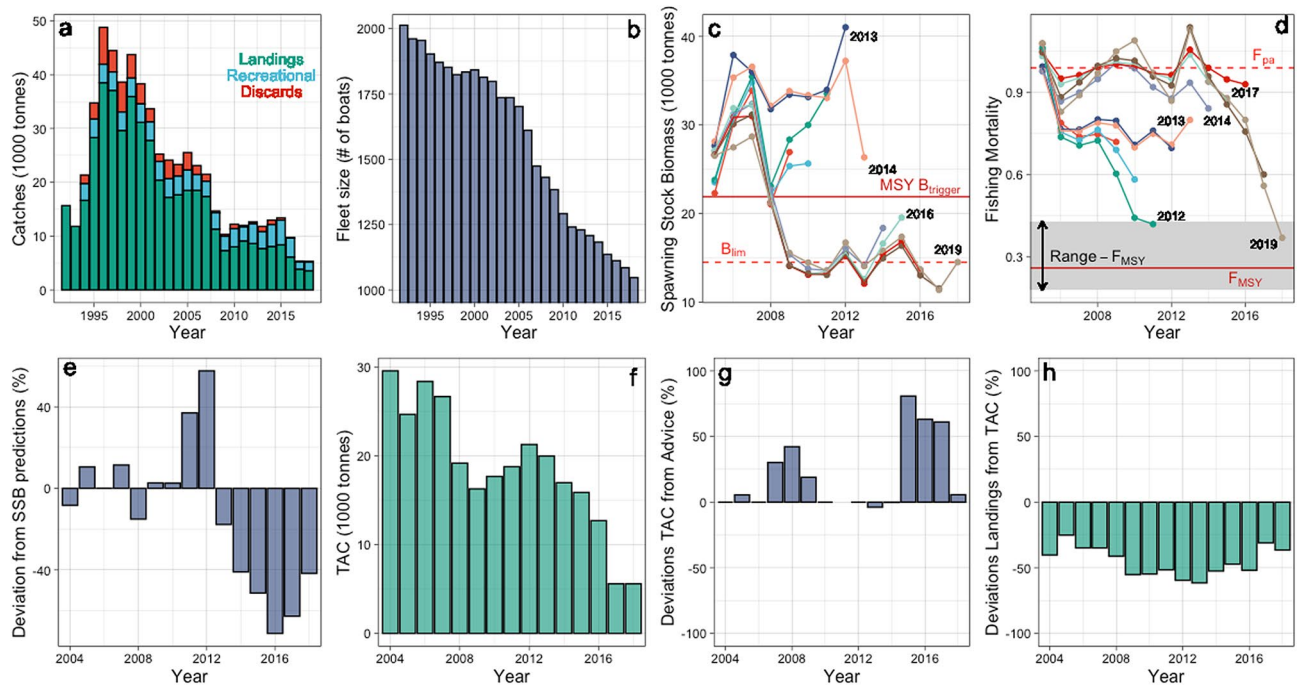 a
Landings
Recreational
Discards
Catches (1000 tonnes)
50
40
30
20
10
0
1995
2000
2005
2010
2015
Year
b
Fleet size (# of boats)
2000
1750
1500
1250
1000
1995
2000
2005
2010
2015
Year
c
Spawning Stock Biomass (1000 tonnes)
40
30
20
10
2013
2014
MSY Btrigger
2016
Blim
2019
2008
2012
2016
Year
d
Fishing Mortality
0.9
0.6
0.3
Fpa
2017
2013
2014
2012
2019
Range – FMSY
FMSY
2008
2012
2016
Year
e
Deviation from SSB predictions (%)
40
0
-40
2004
2008
2012
2016
Year
f
TAC (1000 tonnes)
30
20
10
0
2004
2008
2012
2016
Year
g
Deviations TAC from Advice (%)
100
50
0
-50
-100
2004
2008
2012
2016
Year
h
Deviations Landings from TAC (%)
100
50
0
-50
-100
2004
2008
2012
2016
Year